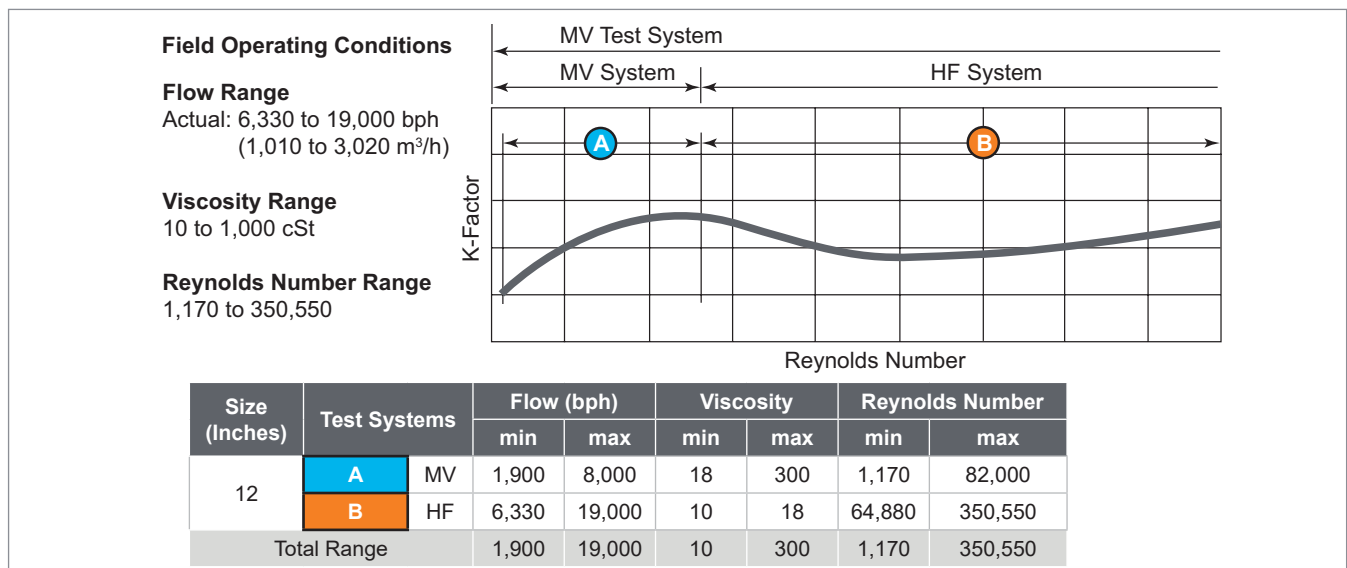 Field Operating Conditions
Flow Range
Actual: 6,330 to 19,000 bph
(1,010 to 3,020 m³/h)
Viscosity Range
10 to 1,000 cSt
Reynolds Number Range
1,170 to 350,550
MV Test System
MV System HF System
A B
K-Factor
Reynolds Number
Size (Inches) Test Systems Flow (bph) Viscosity Reynolds Number
min max min max min max
12 A MV 1,900 8,000 18 300 1,170 82,000
B HF 6,330 19,000 10 18 64,880 350,550
Total Range 1,900 19,000 10 300 1,170 350,550